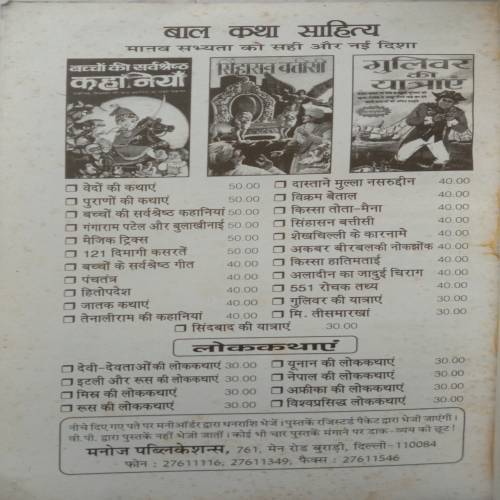 बाल कथा साहित्य
मानव सभ्यता को सही और नई दिशा
बच्चों की सर्वश्रेष्ठ
कहानियाँ
सिंहासन बत्तीसी
गुलिवर
की
यात्राएं
वेदों की कथाएं 50.00
पुराणों की कथाएं 50.00
बच्चों की सर्वश्रेष्ठ कहानियां 50.00
गंगाराम पटेल और बुलाखीनाई 50.00
मैजिक ट्रिक्स 50.00
121 दिमागी कसरतें 50.00
बच्चों के सर्वश्रेष्ठ गीत 40.00
पंचतंत्र 40.00
हितोपदेश 40.00
जातक कथाएं 40.00
तेनालीराम की कहानियां 40.00
दास्ताने मुल्ला नसरुद्दीन 40.00
विक्रम बेताल 40.00
किस्सा तोता-मैना 40.00
सिंहासन बत्तीसी 40.00
शेखचिल्ली के कारनामे 40.00
अकबर बीरबलकी नोकझोंक 40.00
किस्सा हातिमताई 40.00
अलादीन का जादुई चिराग 40.00
551 रोचक तथ्य 40.00
गुलिवर की यात्राएं 30.00
मि. तीसमारखां 30.00
सिंदबाद की यात्राएं 30.00
लोककथाएं
देवी-देवताओं की लोककथाएं 30.00
इटली और रूस की लोककथाएं 30.00
मिस्र की लोककथाएं 30.00
रूस की लोककथाएं 30.00
यूनान की लोककथाएं 30.00
नेपाल की लोककथाएं 30.00
अफ्रीका की लोककथाएं 30.00
विश्वप्रसिद्ध लोककथाएं 30.00
नीचे दिए गए पते पर मनीऑर्डर द्वारा धनराशि भेजें। पुस्तकें रजिस्टर्ड पैकेट द्वारा भेजी जाएंगी।
वी. पी. द्वारा पुस्तकें नहीं भेजी जातीं। कोई भी चार पुस्तकें मंगाने पर डाक-व्यय की छूट!
मनोज पब्लिकेशन्स, 761, मेन रोड बुराड़ी, दिल्ली-110084
फोन : 27611116, 27611349, फैक्स : 27611546